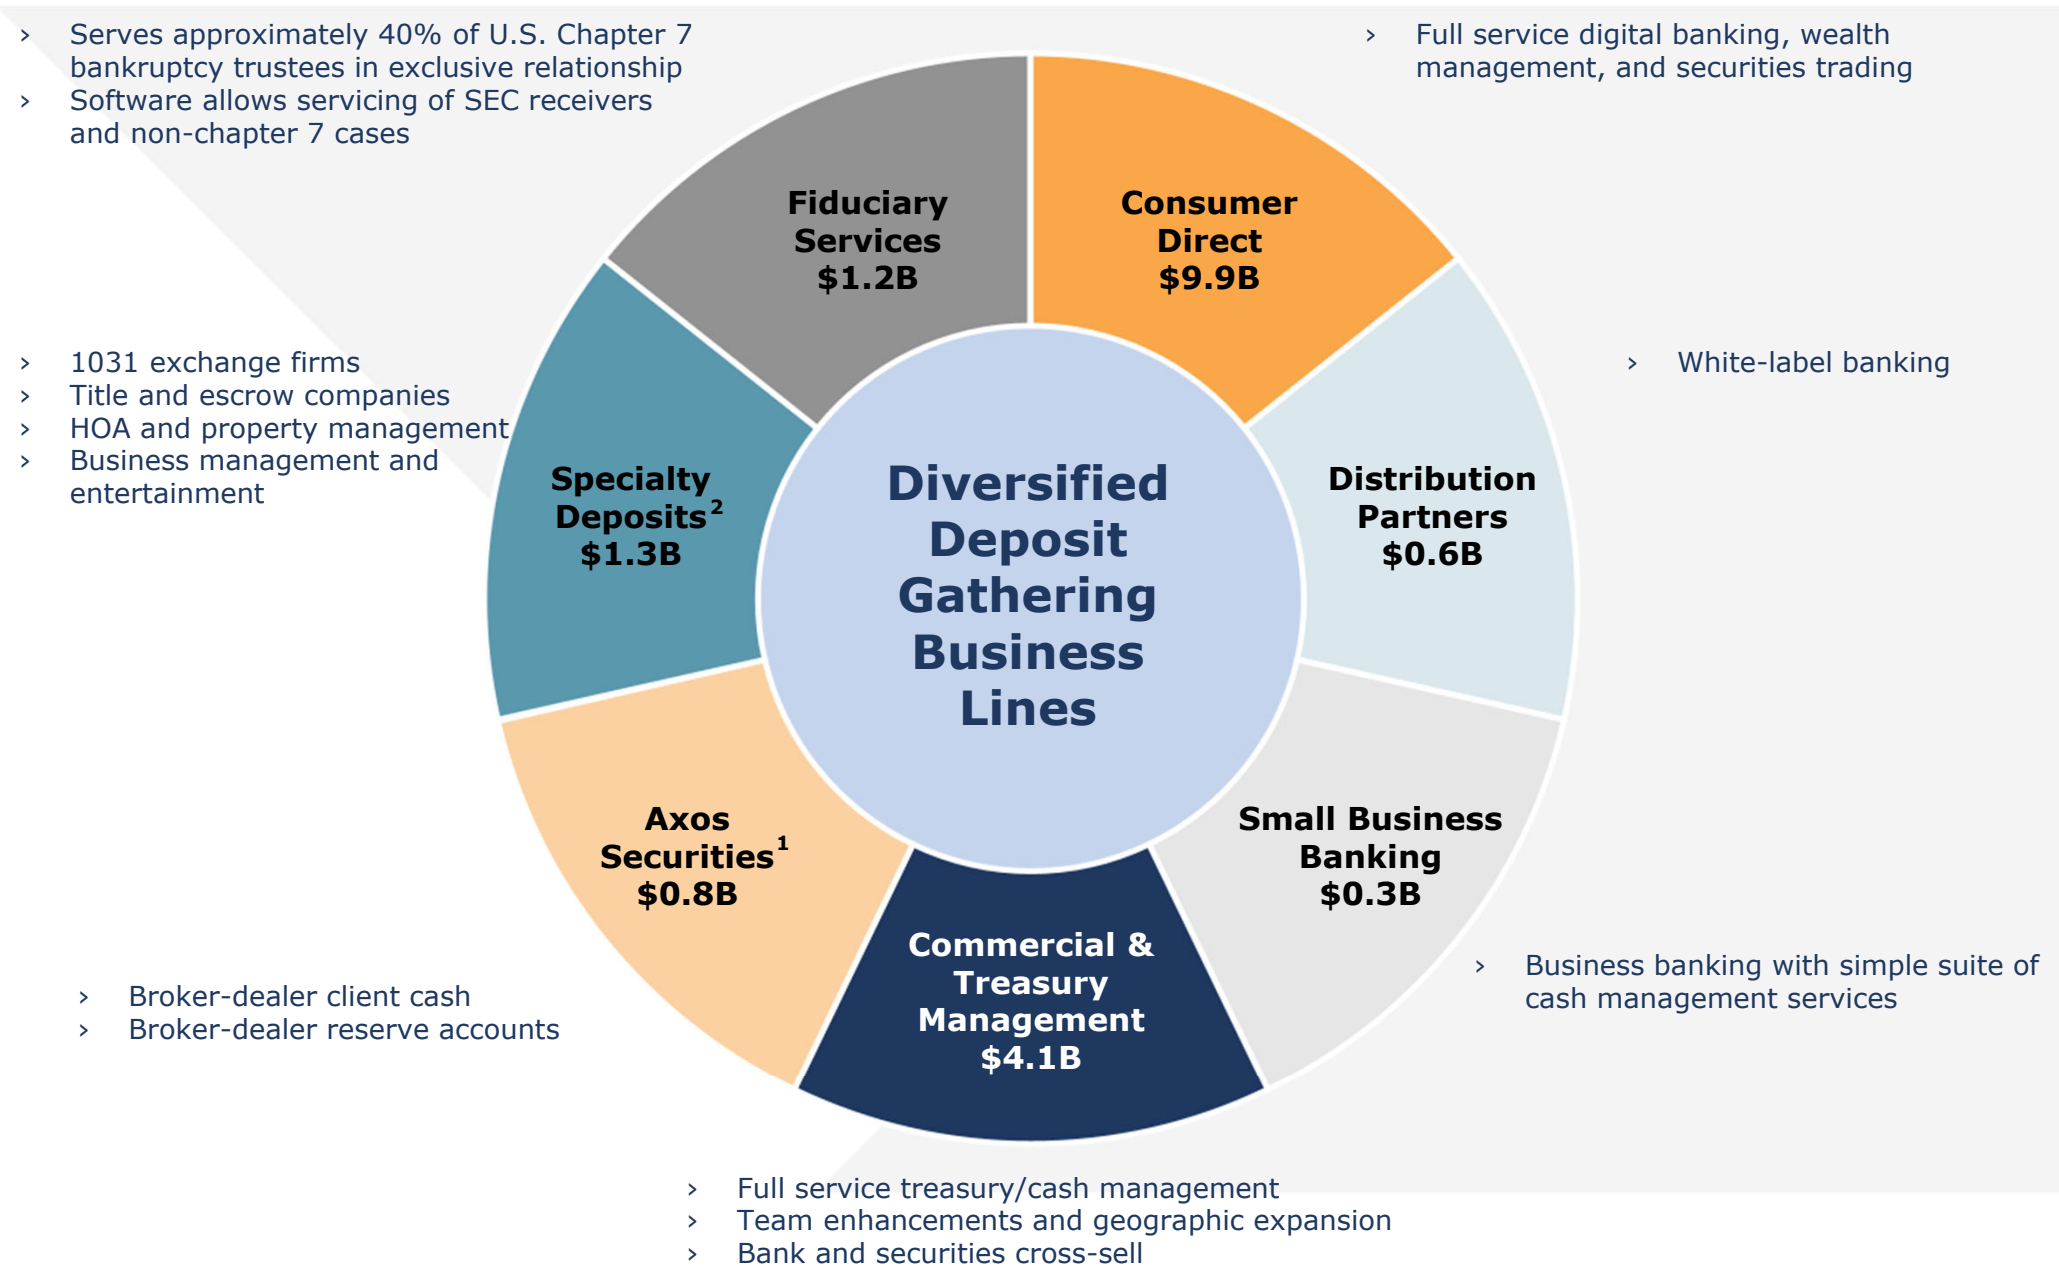 › Serves approximately 40% of U.S. Chapter 7
bankruptcy trustees in exclusive relationship
› Software allows servicing of SEC receivers
and non-chapter 7 cases
› Full service digital banking, wealth
management, and securities trading
Fiduciary
Services
$1.2B
Consumer
Direct
$9.9B
› 1031 exchange firms
› Title and escrow companies
› HOA and property management
› Business management and
entertainment
› White-label banking
Specialty
Deposits²
$1.3B
Diversified
Deposit
Gathering
Business
Lines
Distribution
Partners
$0.6B
Axos
Securities¹
$0.8B
Small Business
Banking
$0.3B
Commercial &
Treasury
Management
$4.1B
› Broker-dealer client cash
› Broker-dealer reserve accounts
› Business banking with simple suite of
cash management services
› Full service treasury/cash management
› Team enhancements and geographic expansion
› Bank and securities cross-sell